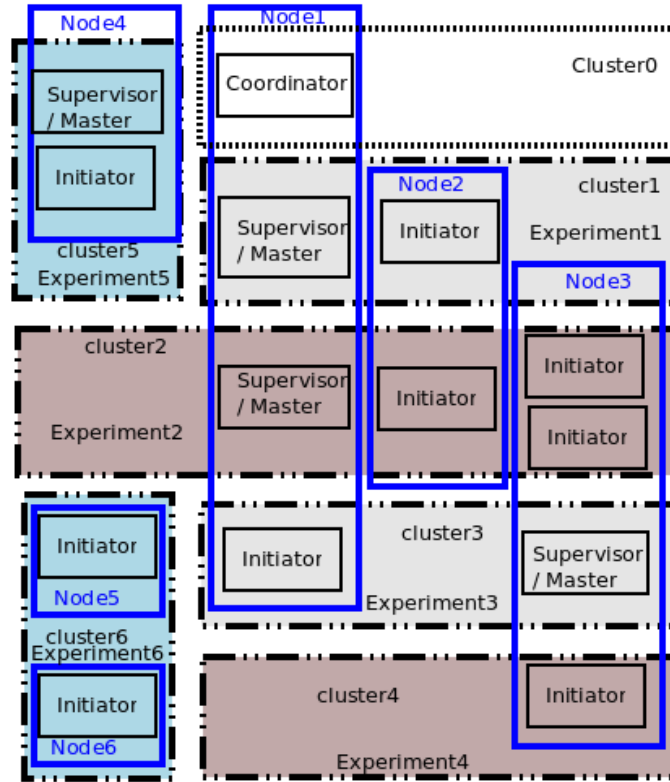 Node4
Supervisor
/ Master
Initiator
cluster5
Experiment5
Node1
Coordinator
Cluster0
cluster1
Experiment1
Supervisor
/ Master
Node2
Initiator
Node3
cluster2
Experiment2
Supervisor
/ Master
Initiator
Initiator
Initiator
Initiator
Node5
cluster6
Experiment6
Initiator
Node6
Initiator
cluster3
Experiment3
Supervisor
/ Master
cluster4
Experiment4
Initiator